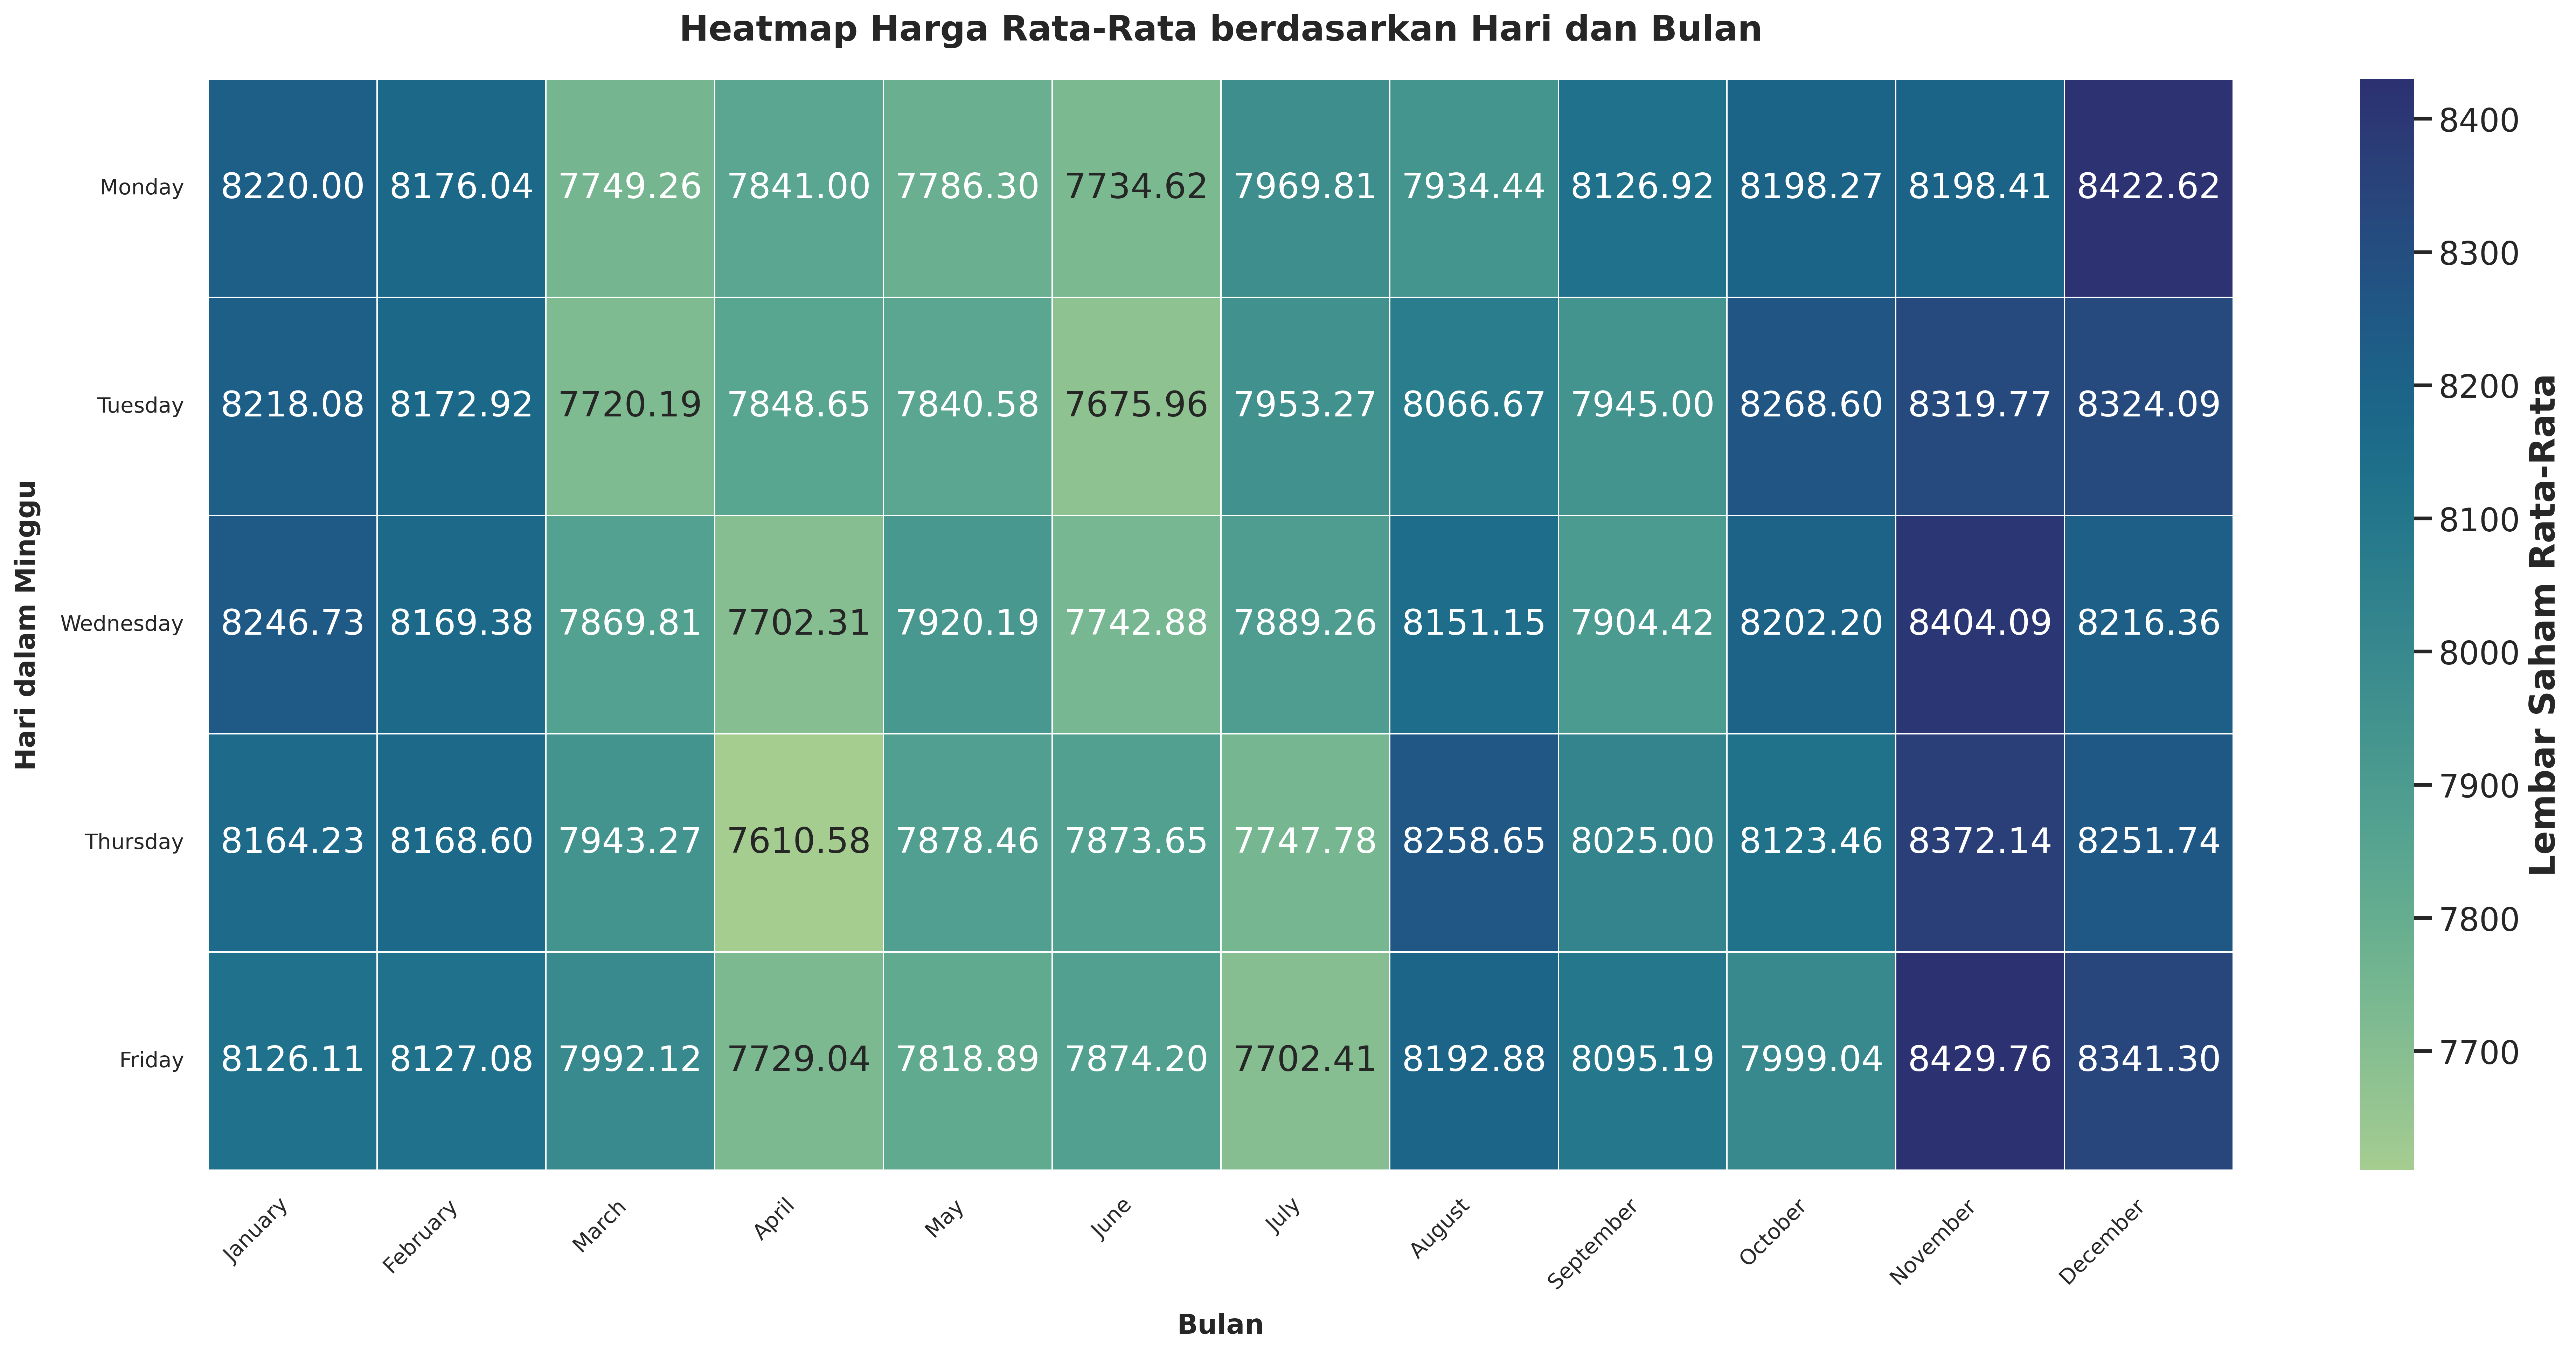 Heatmap Harga Rata-Rata berdasarkan Hari dan Bulan
Hari dalam Minggu
Monday 8220.00 8176.04 7749.26 7841.00 7786.30 7734.62 7969.81 7934.44 8126.92 8198.27 8198.41 8422.62
Tuesday 8218.08 8172.92 7720.19 7848.65 7840.58 7675.96 7953.27 8066.67 7945.00 8268.60 8319.77 8324.09
Wednesday 8246.73 8169.38 7869.81 7702.31 7920.19 7742.88 7889.26 8151.15 7904.42 8202.20 8404.09 8216.36
Thursday 8164.23 8168.60 7943.27 7610.58 7878.46 7873.65 7747.78 8258.65 8025.00 8123.46 8372.14 8251.74
Friday 8126.11 8127.08 7992.12 7729.04 7818.89 7874.20 7702.41 8192.88 8095.19 7999.04 8429.76 8341.30
January February March April May June July August September October November December
Bulan
8400
8300
8200
8100
8000
7900
7800
7700
Lembar Saham Rata-Rata